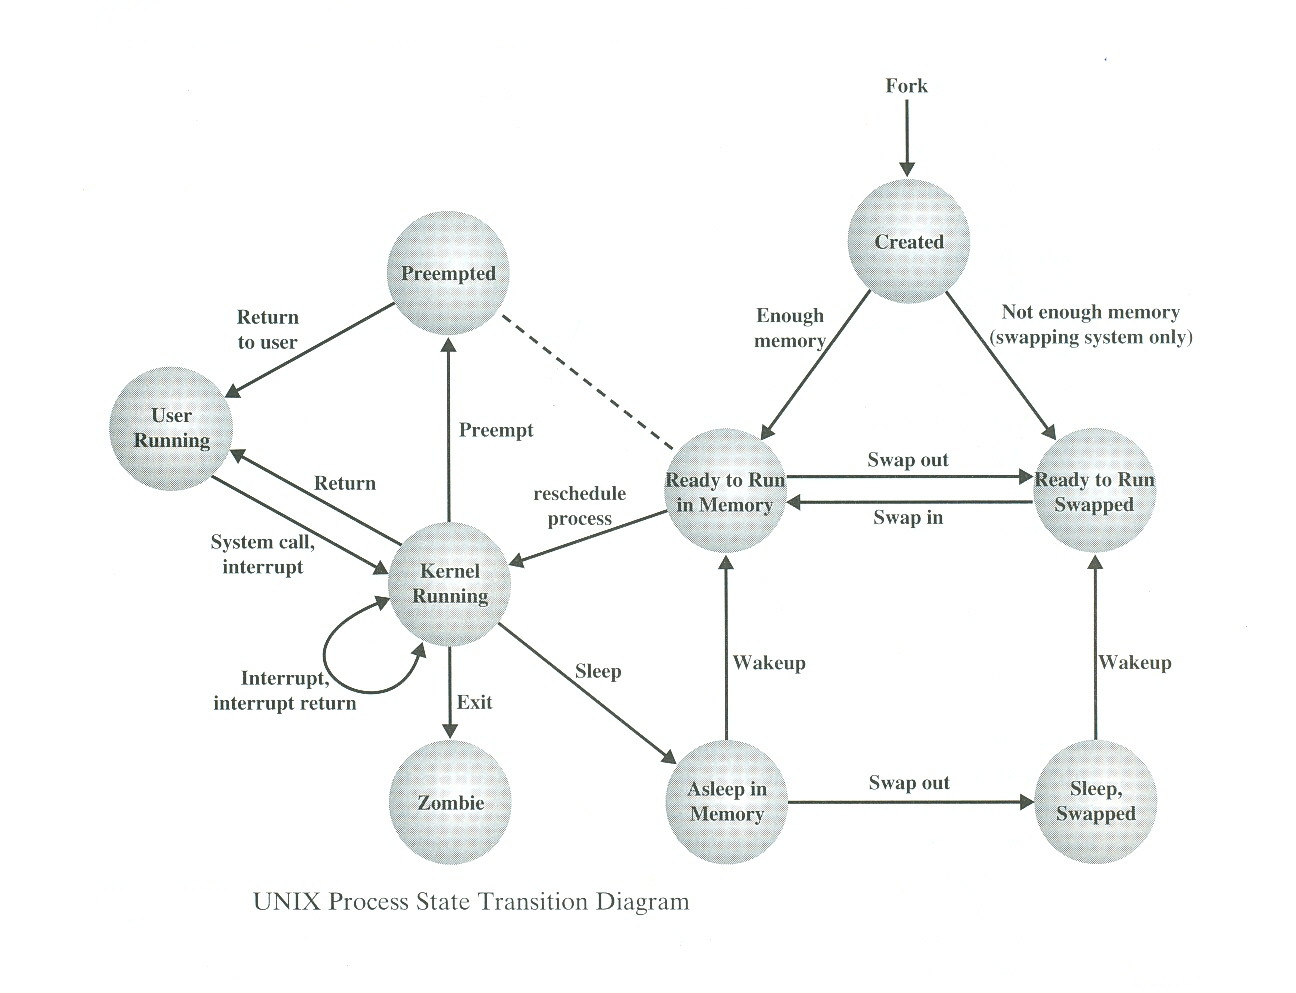 Fork
Created
Preempted
Enough
memory
Not enough memory
(swapping system only)
Return
to user
User
Running
Preempt
Return
reschedule
process
Ready to Run
in Memory
Swap out
Swap in
Ready to Run
Swapped
System call,
interrupt
Kernel
Running
Interrupt,
interrupt return
Sleep
Wakeup
Wakeup
Exit
Zombie
Asleep in
Memory
Swap out
Sleep,
Swapped
UNIX Process State Transition Diagram